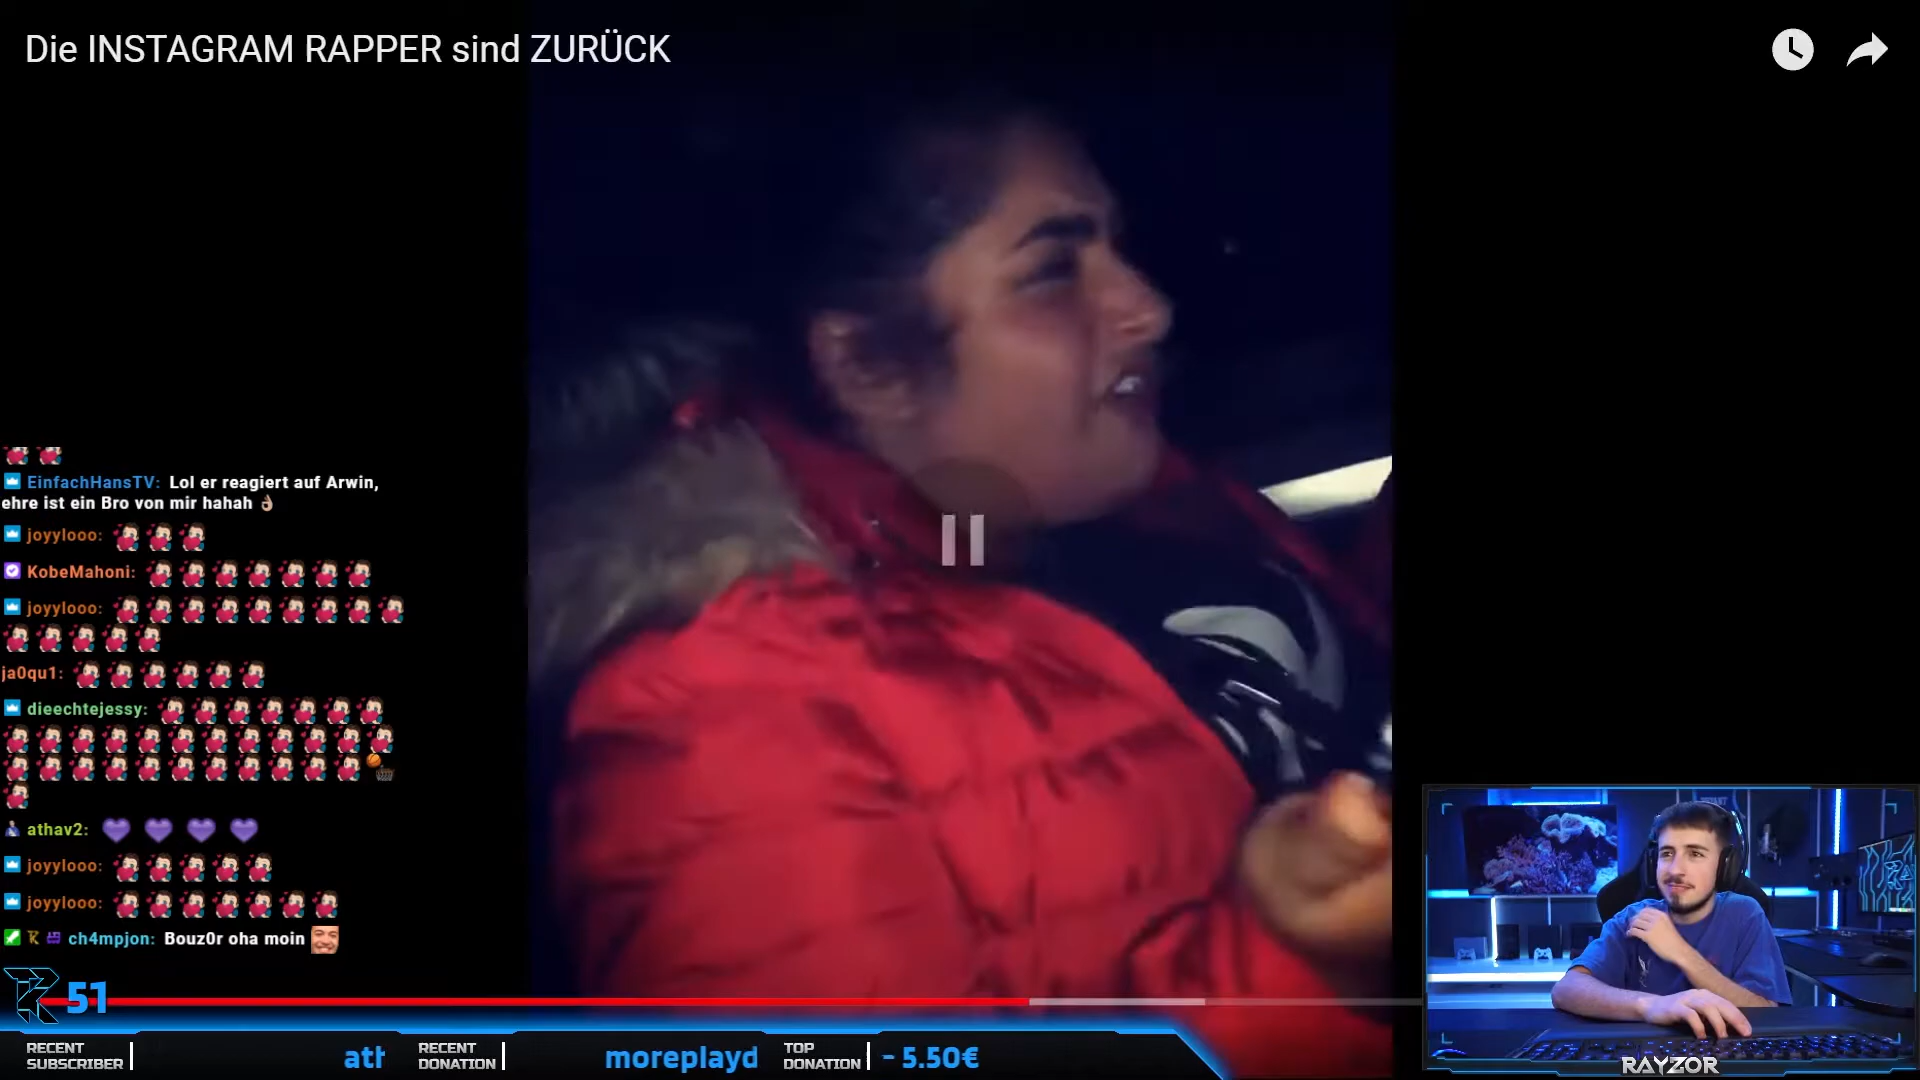 Die INSTAGRAM RAPPER sind ZURÜCK
EinfachHansTV: Lol er reagiert auf Arwin,
ehre ist ein Bro von mir hahah
joyylooo:
KobeMahoni:
joyylooo:
ja0qu1:
dieechtejessy:
athav2:
joyylooo:
joyylooo:
ch4mpjon: Bouz0r oha moin
51
RECENT
SUBSCRIBER
ath
RECENT
DONATION
moreplayd
TOP
DONATION
- 5.50€
RAYZOR